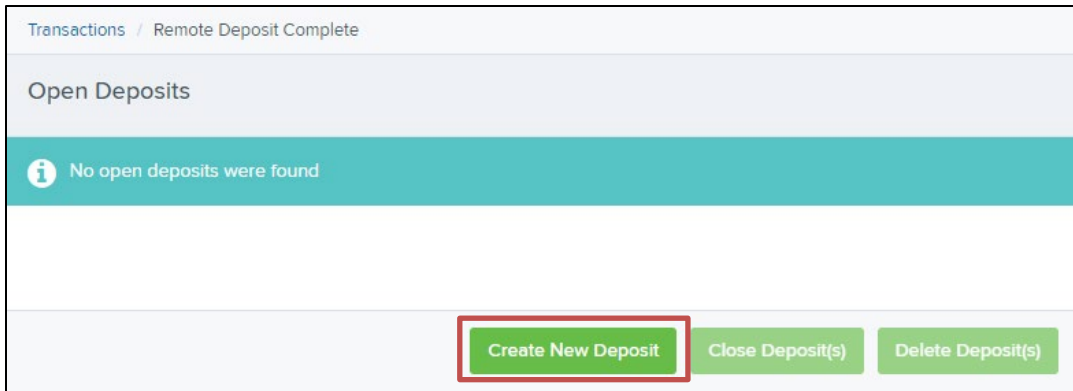 Transactions / Remote Deposit Complete
Open Deposits
No open deposits were found
Create New Deposit Close Deposit(s) Delete Deposit(s)